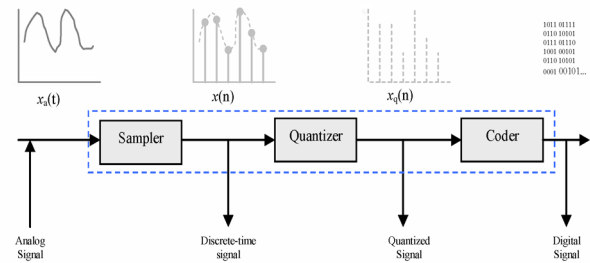 1011 01111
0110 10101
0111 01110
1001 00101
0110 10101
0001 00101...
xa(t)
x(n)
xq(n)
Sampler
Quantizer
Coder
Analog
Signal
Discrete-time
signal
Quantized
Signal
Digital
Signal